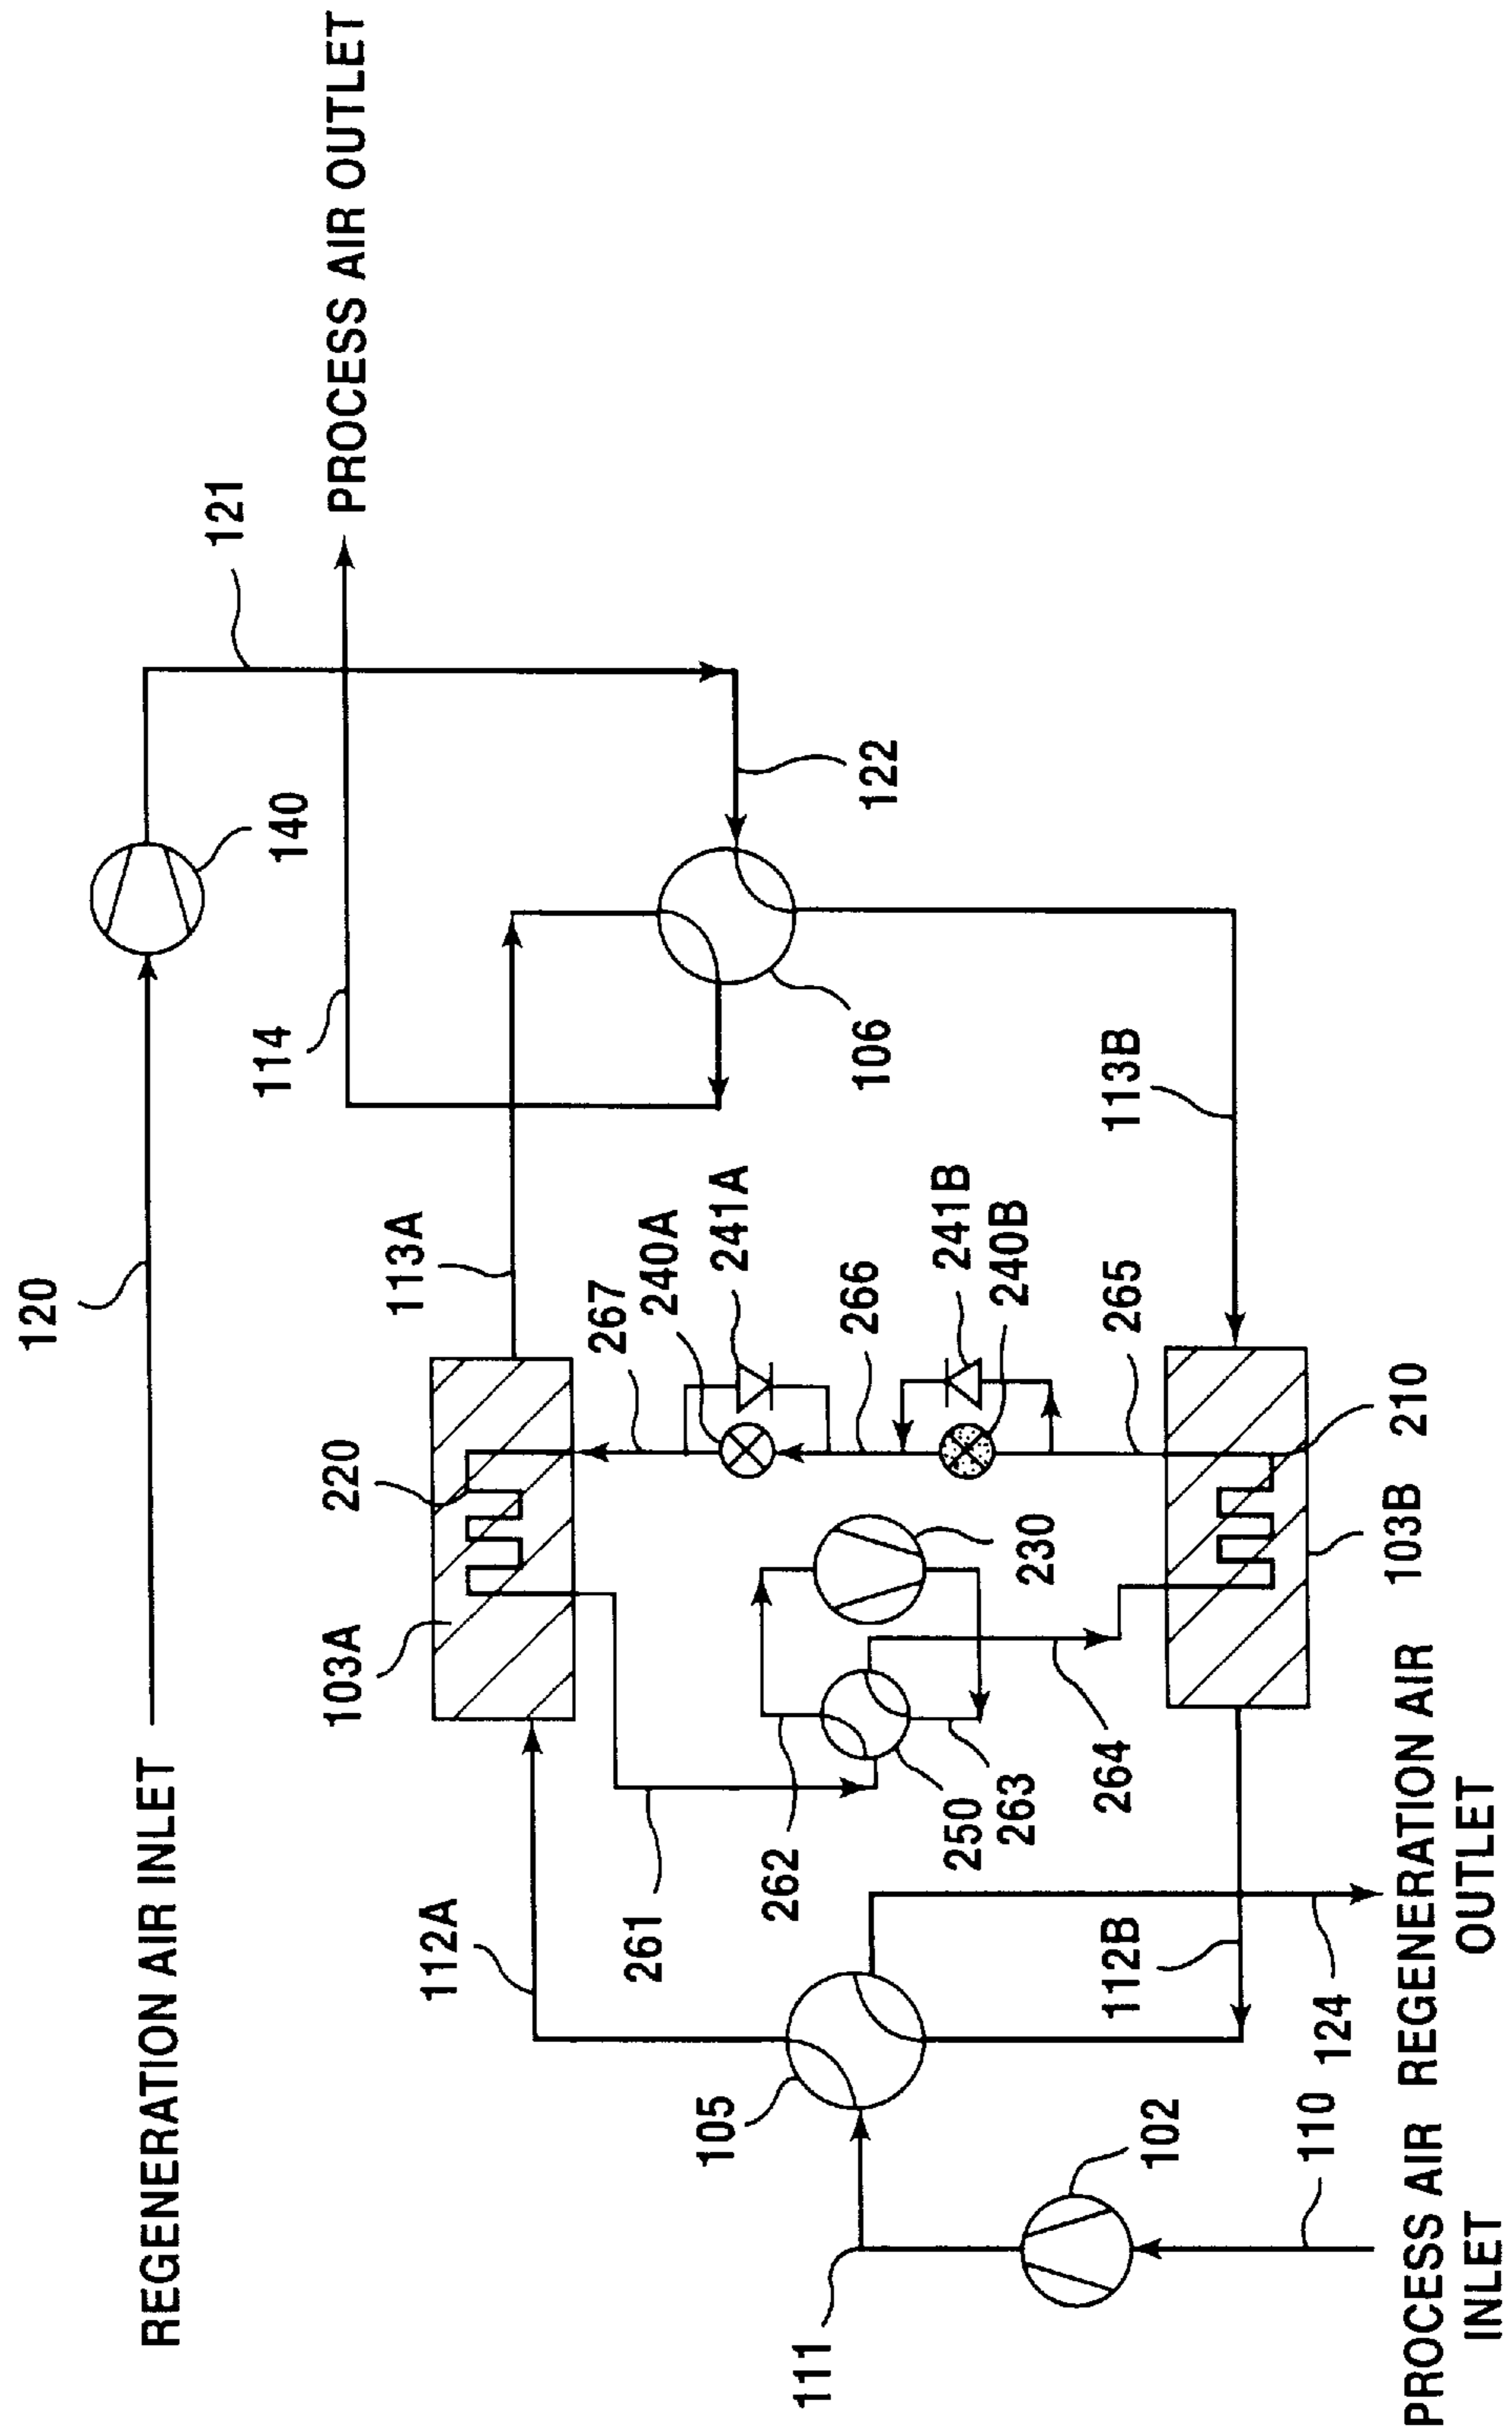 REGENERATION AIR INLET
120
140
121
PROCESS AIR OUTLET
114
122
106
113A
113B
220
103A
267
240A
241A
266
241B
240B
265
210
103B
230
112A
261
262
250
263
264
105
112B
124
111
102
110
PROCESS AIR
INLET
REGENERATION AIR
OUTLET